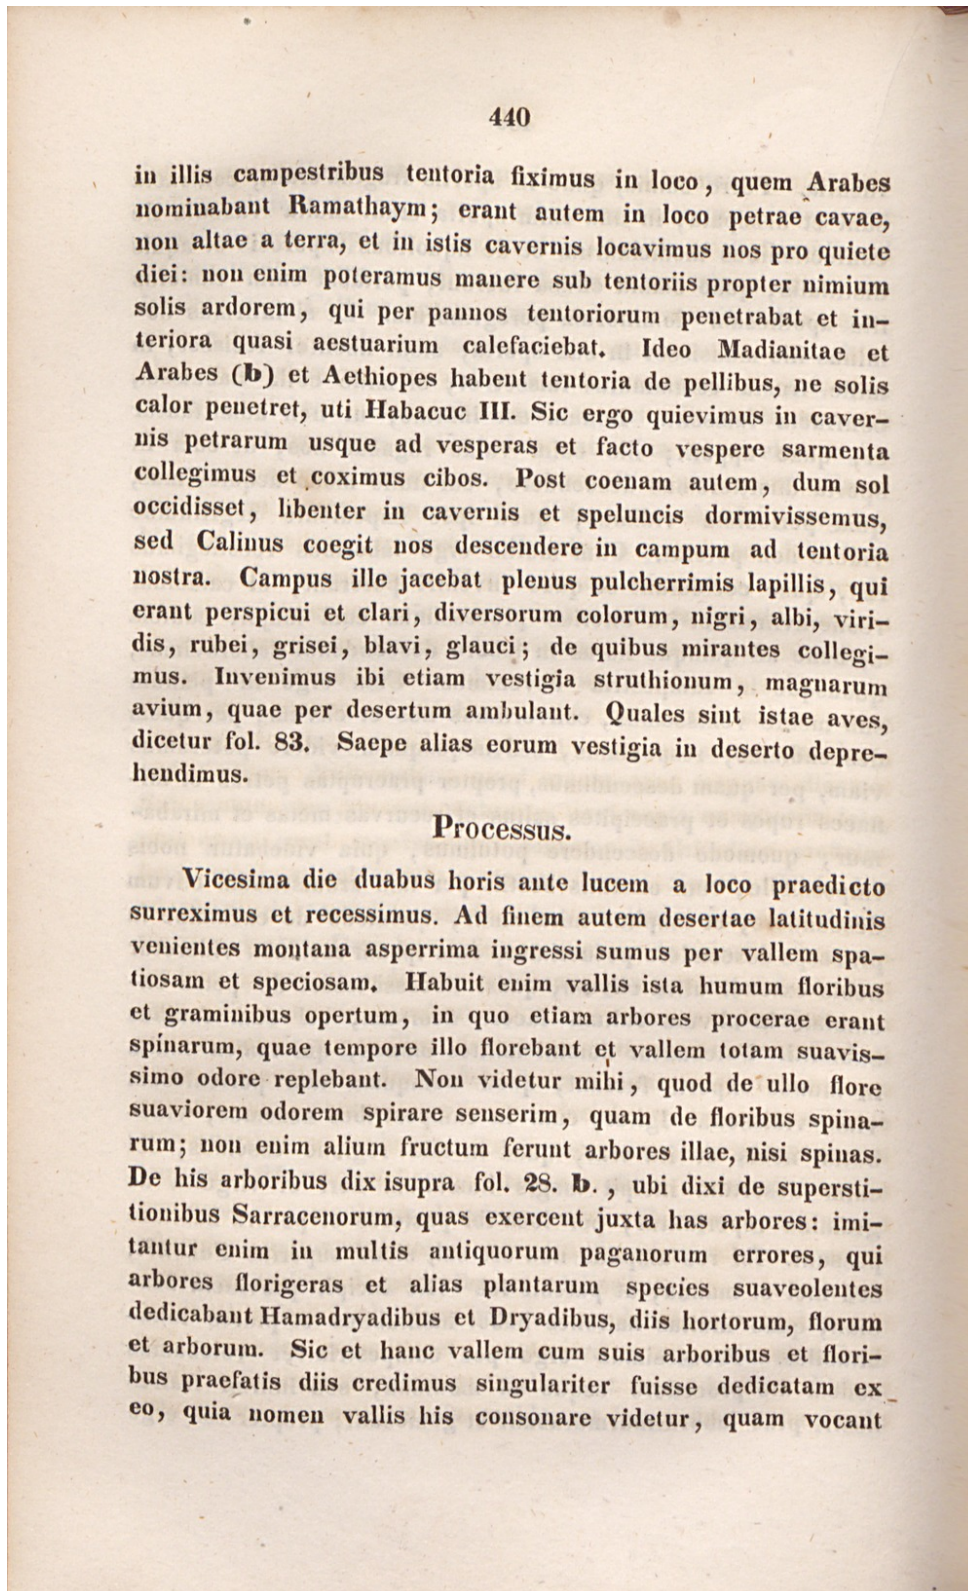 440
in illis campestribus tentoria fiximus in loco, quem Arabes
nominabant Ramathaym; erant autem in loco petrae cavae,
non altae a terra, et in istis cavernis locavimus nos pro quiete
diei: non enim poteramus manere sub tentoriis propter nimium
solis ardorem, qui per pannos tentoriorum penetrabat et in-
teriora quasi aestuarium calefaciebat. Ideo Madianitae et
Arabes (b) et Aethiopes habent tentoria de pellibus, ne solis
calor penetret, uti Habacuc III. Sic ergo quievimus in caver-
nis petrarum usque ad vesperas et facto vespere sarmenta
collegimus et coximus cibos. Post coenam autem, dum sol
occidisset, libenter in cavernis et speluncis dormivissemus,
sed Calinus coegit nos descendere in campum ad tentoria
nostra. Campus ille jacebat plenus pulcherrimis lapillis, qui
erant perspicui et clari, diversorum colorum, nigri, albi, viri-
dis, rubei, grisei, blavi, glauci; de quibus mirantes collegi-
mus. Invenimus ibi etiam vestigia struthionum, magnarum
avium, quae per desertum ambulant. Quales sint istae aves,
dicetur fol. 83. Saepe alias eorum vestigia in deserto depre-
hendimus.
Processus.
Vicesima die duabus horis ante lucem a loco praedicto
surreximus et recessimus. Ad finem autem desertae latitudinis
venientes montana asperrima ingressi sumus per vallem spa-
tiosam et speciosam. Habuit enim vallis ista humum floribus
et graminibus opertum, in quo etiam arbores procerae erant
spinarum, quae tempore illo florebant et vallem totam suavis-
simo odore replebant. Non videtur mihi, quod de ullo flore
suaviorem odorem spirare senserim, quam de floribus spina-
rum; non enim alium fructum ferunt arbores illae, nisi spinas.
De his arboribus dix isupra fol. 28. b., ubi dixi de supersti-
tionibus Sarracenorum, quas exercent juxta has arbores: imi-
tantur enim in multis antiquorum paganorum errores, qui
arbores florigeras et alias plantarum species suaveolentes
dedicabant Hamadryadibus et Dryadibus, diis hortorum, florum
et arborum. Sic et hanc vallem cum suis arboribus et flori-
bus praefatis diis credimus singulariter fuisse dedicatam ex
eo, quia nomen vallis his consonare videtur, quam vocant